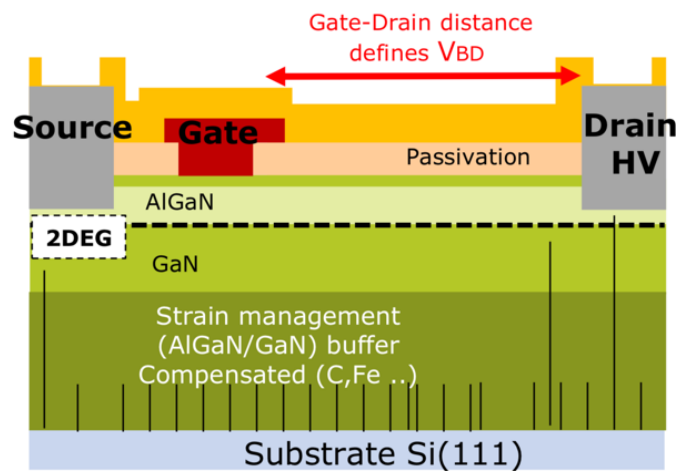 Gate-Drain distance
defines VBD
Source
Gate
Drain
HV
Passivation
AlGaN
2DEG
GaN
Strain management
(AlGaN/GaN) buffer
Compensated (C,Fe ..)
Substrate Si(111)